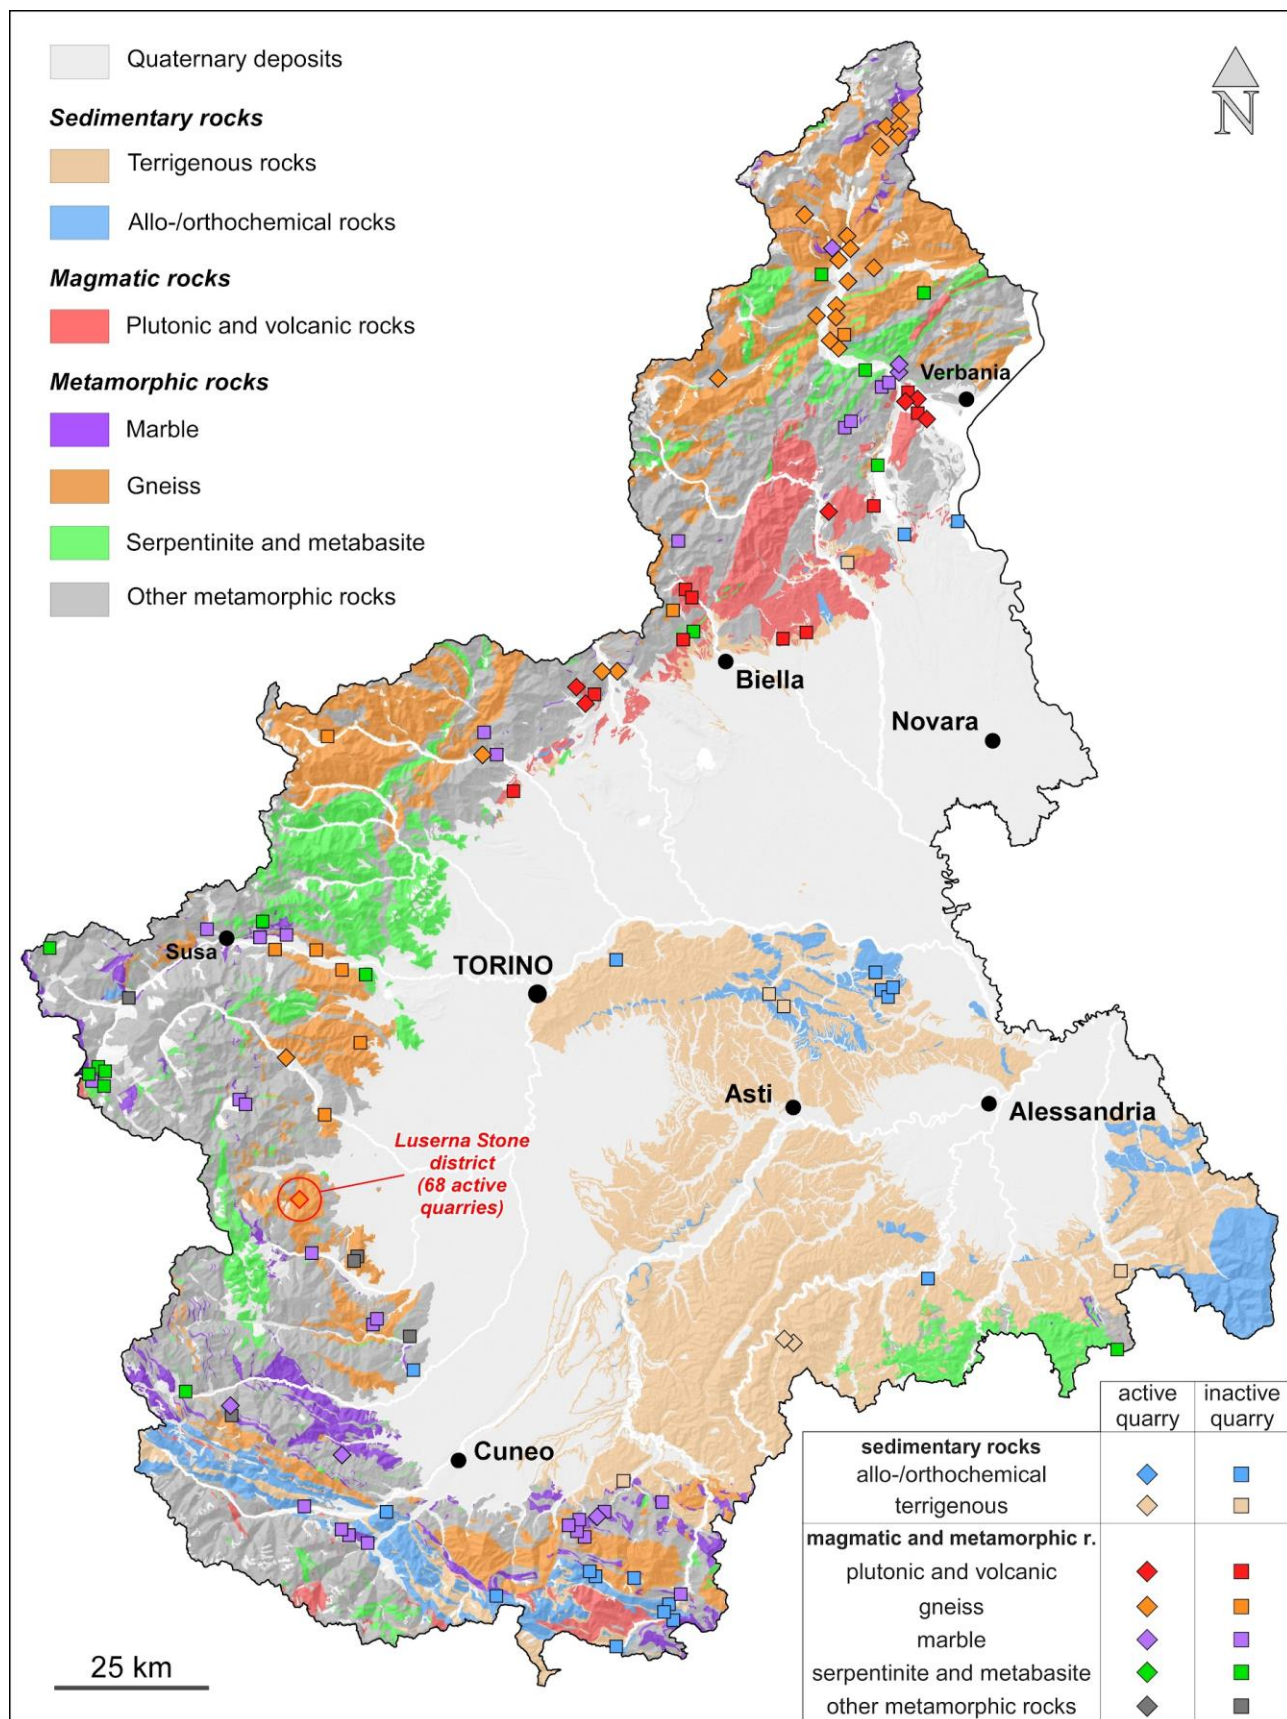 Quaternary deposits
N
Sedimentary rocks
Terrigenous rocks
Allo-/orthochemical rocks
Magmatic rocks
Plutonic and volcanic rocks
Metamorphic rocks
Marble
Gneiss
Serpentinite and metabasite
Other metamorphic rocks
Verbania
Biella
Novara
Susa
TORINO
Asti
Alessandria
Luserna Stone
district
(68 active
quarries)
Cuneo
25 km
active inactive
quarry quarry
sedimentary rocks
allo-/orthochemical
terrigenous
magmatic and metamorphic r.
plutonic and volcanic
gneiss
marble
serpentinite and metabasite
other metamorphic rocks